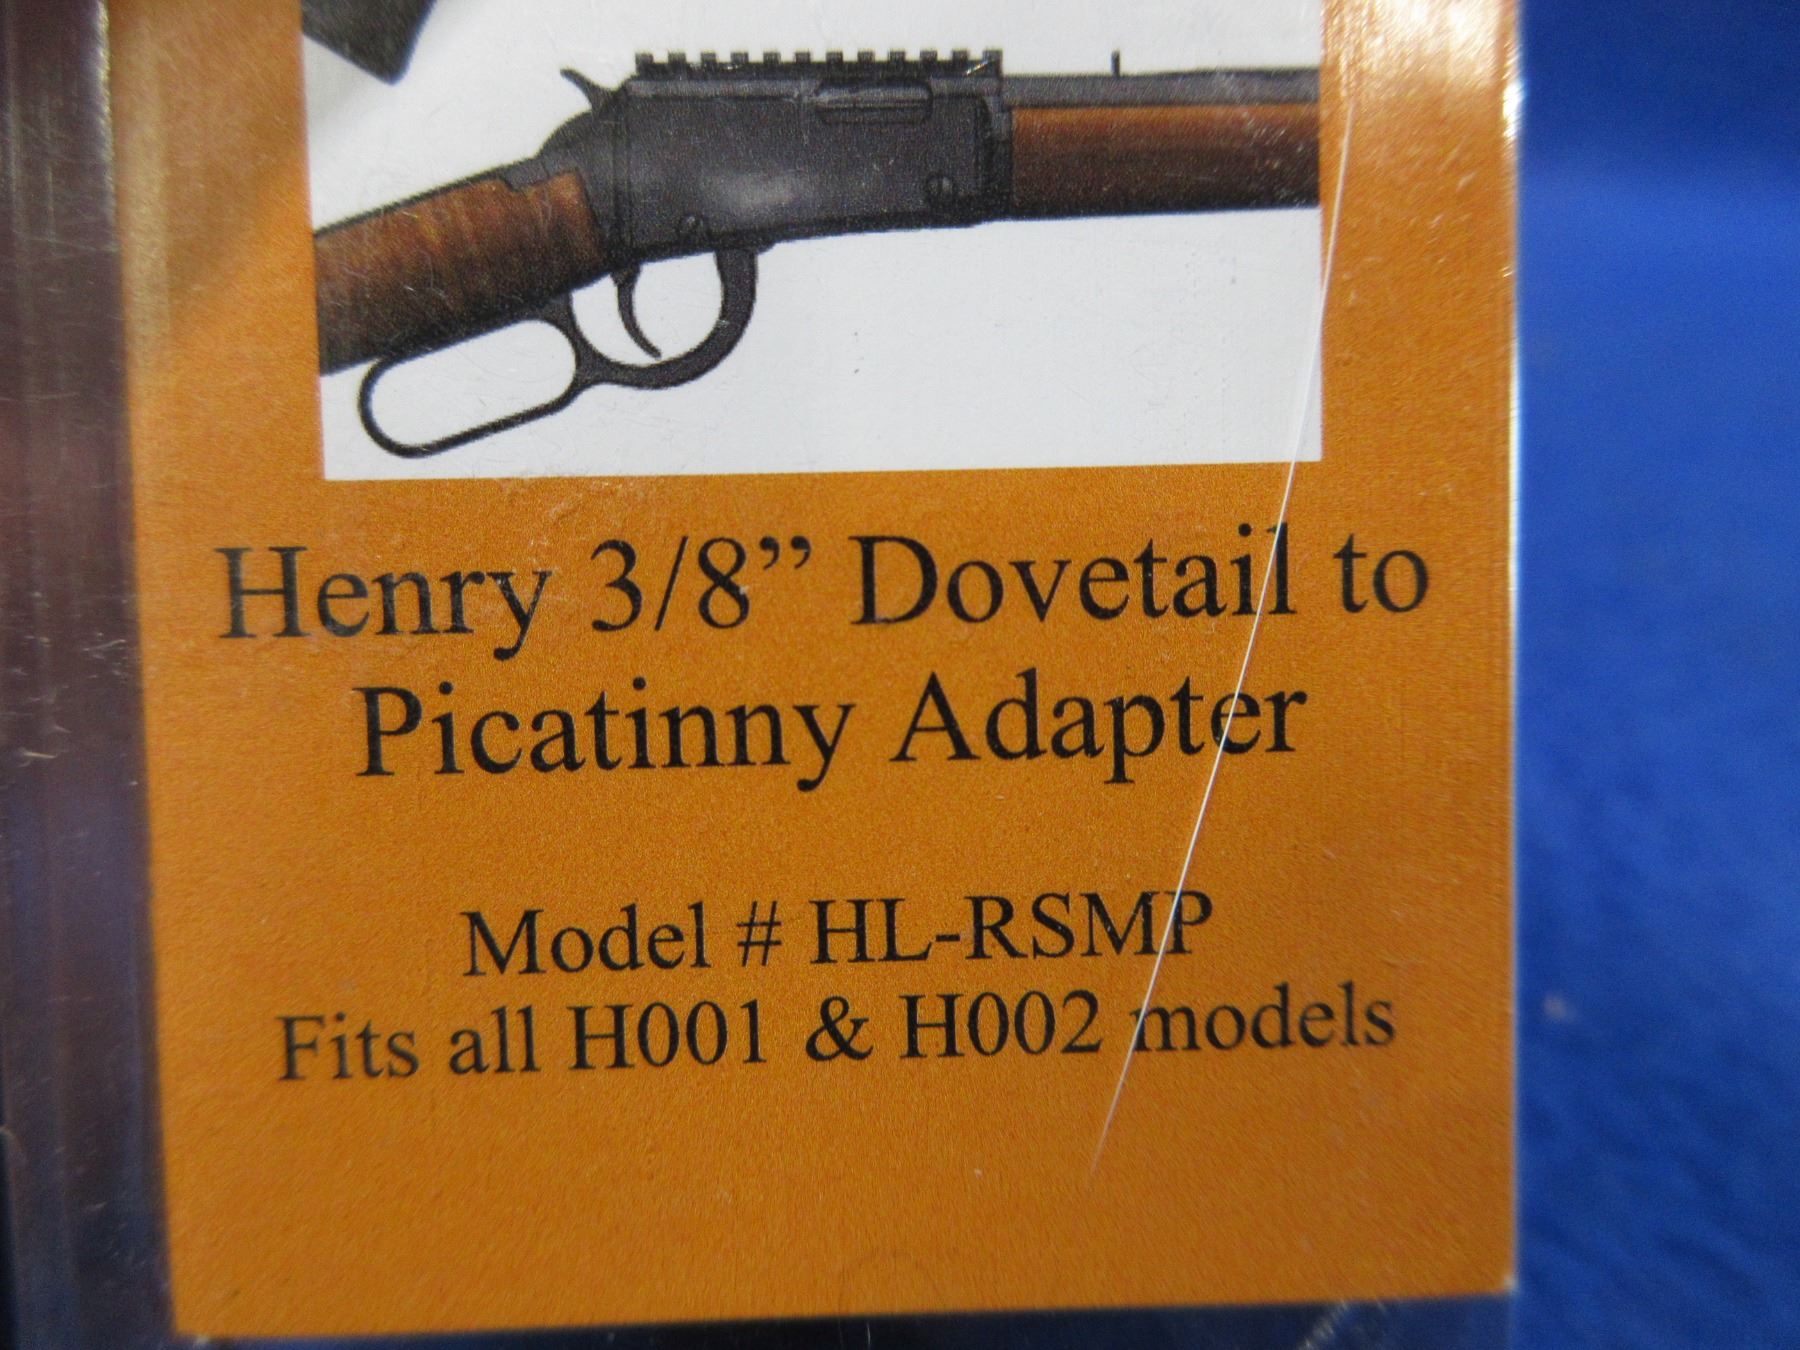 Henry 3/8” Dovetail to
Picatinny Adapter
Model # HL-RSMP
Fits all H001 & H002 models